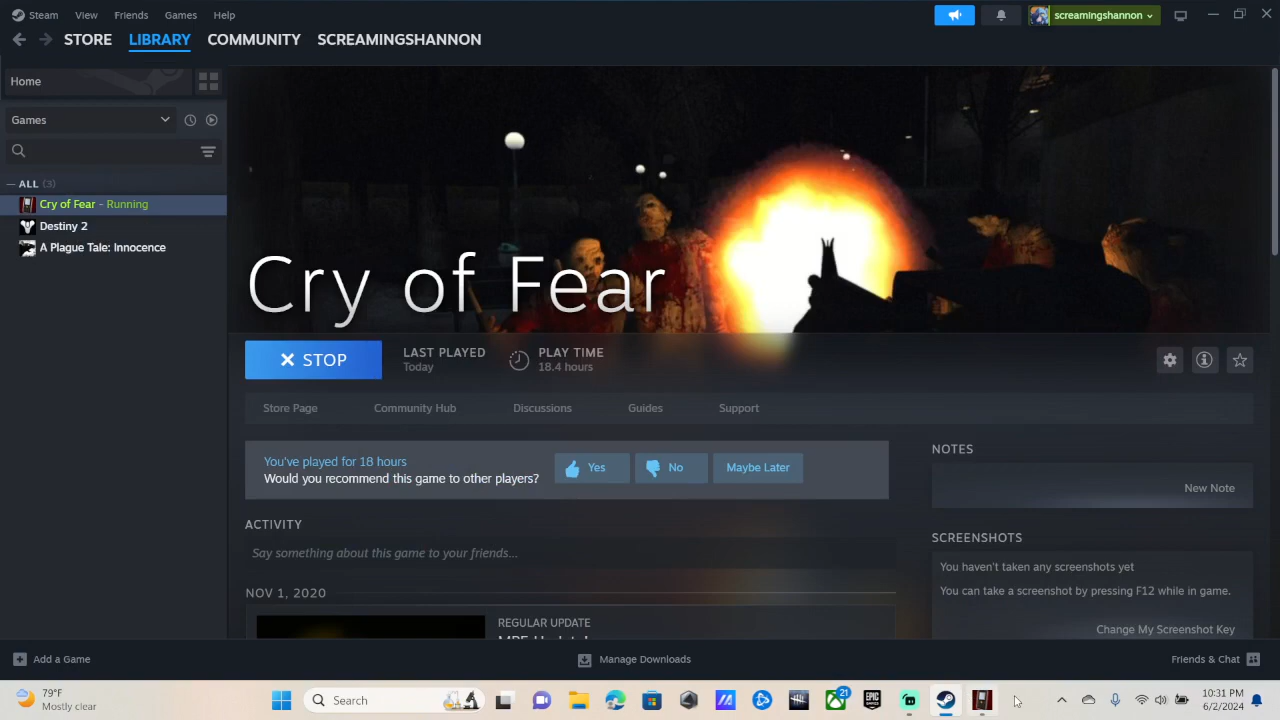 Steam View Friends Games Help screamingshannon
STORE LIBRARY COMMUNITY SCREAMINGSHANNON
Home
Games
ALL (3)
Cry of Fear - Running
Destiny 2
A Plague Tale: Innocence
Cry of Fear
STOP
LAST PLAYED
Today
PLAY TIME
18.4 hours
Store Page Community Hub Discussions Guides Support
You've played for 18 hours
Would you recommend this game to other players?
Yes No Maybe Later
NOTES
New Note
ACTIVITY
Say something about this game to your friends...
SCREENSHOTS
You haven't taken any screenshots yet
You can take a screenshot by pressing F12 while in game.
Change My Screenshot Key
NOV 1, 2020
REGULAR UPDATE
Add a Game Manage Downloads Friends & Chat
79°F
Mostly clear
Search
21
EPIC
10:31 PM
6/2/2024